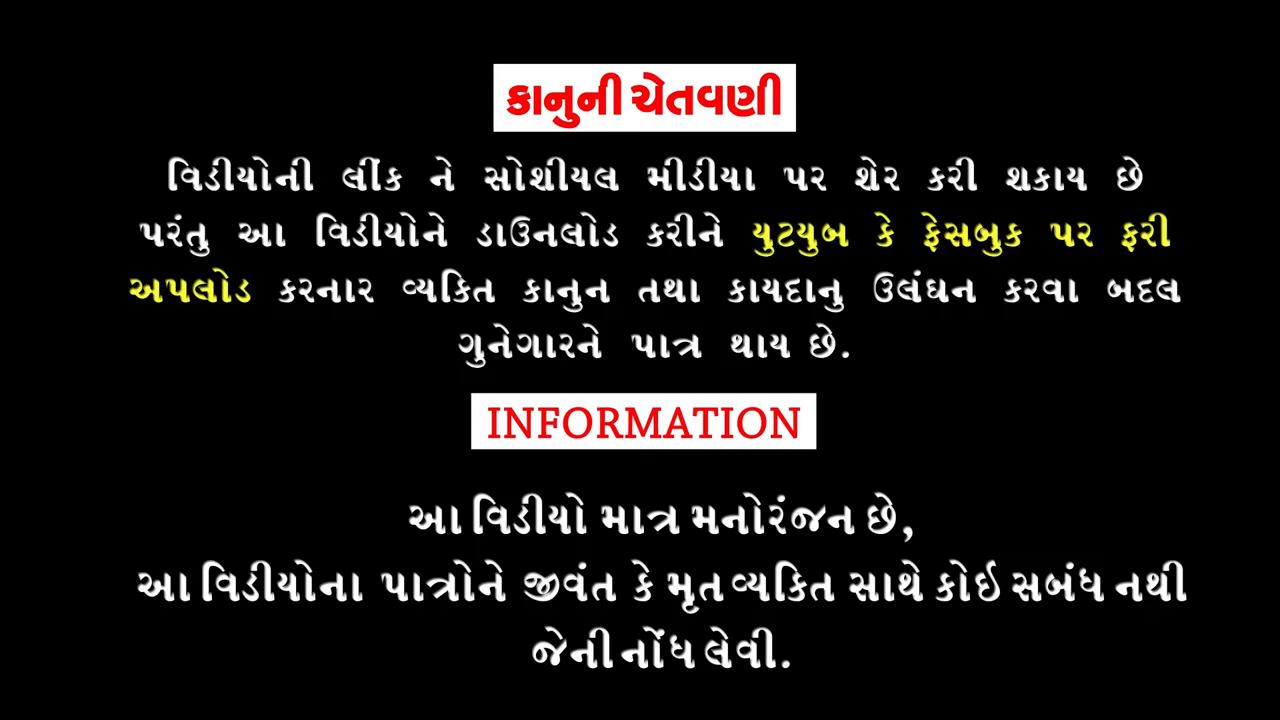 કાનુની ચેતવણી
વિડીયોની લીંક ને સોશીયલ મીડીયા પર શેર કરી શકાય છે
પરંતુ આ વિડીયોને ડાઉનલોડ કરીને યુટયુબ કે ફેસબુક પર ફરી
અપલોડ કરનાર વ્યકિત કાનુન તથા કાયદાનુ ઉલંઘન કરવા બદલ
ગુનેગારને પાત્ર થાય છે.
INFORMATION
આ વિડીયો માત્ર મનોરંજન છે,
આ વિડીયોના પાત્રોને જીવંત કે મૃત વ્યકિત સાથે કોઇ સબંધ નથી
જેની નોંધ લેવી.